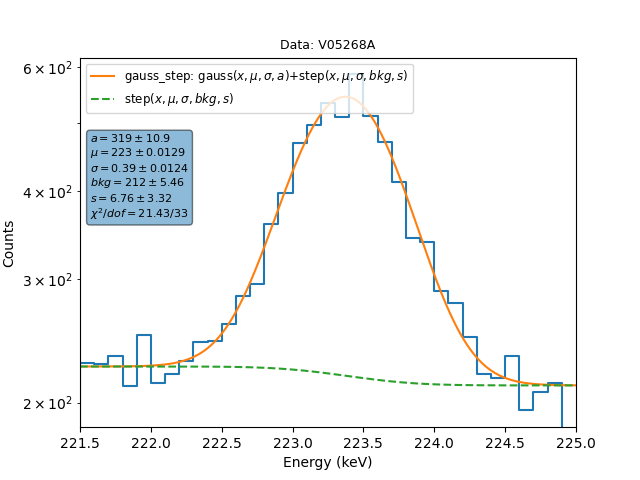 Data: V05268A
6 × 10²
4 × 10²
3 × 10²
2 × 10²
Counts
gauss_step: gauss(x, μ, σ, a)+step(x, μ, σ, bkg, s)
step(x, μ, σ, bkg, s)
a = 319 ± 10.9
μ = 223 ± 0.0129
σ = 0.39 ± 0.0124
bkg = 212 ± 5.46
s = 6.76 ± 3.32
χ²/dof = 21.43/33
221.5 222.0 222.5 223.0 223.5 224.0 224.5 225.0
Energy (keV)